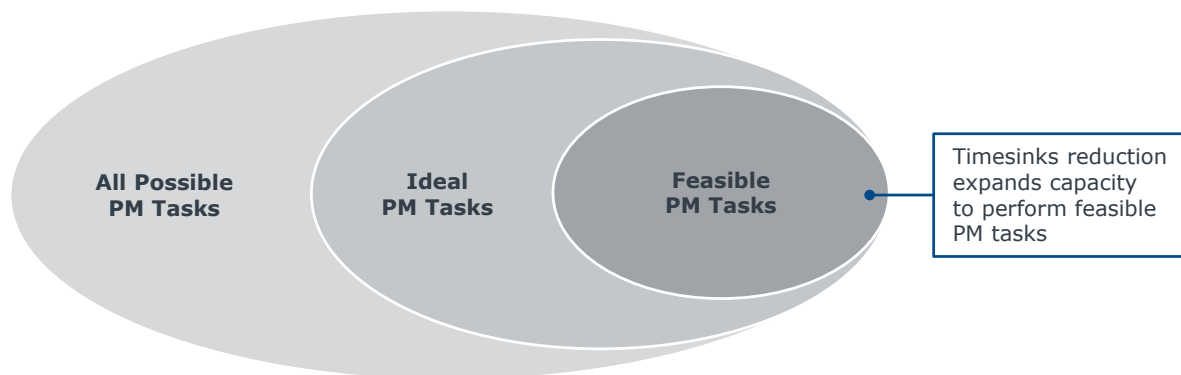 All Possible
PM Tasks
Ideal
PM Tasks
Feasible
PM Tasks
Timesinks reduction
expands capacity
to perform feasible
PM tasks